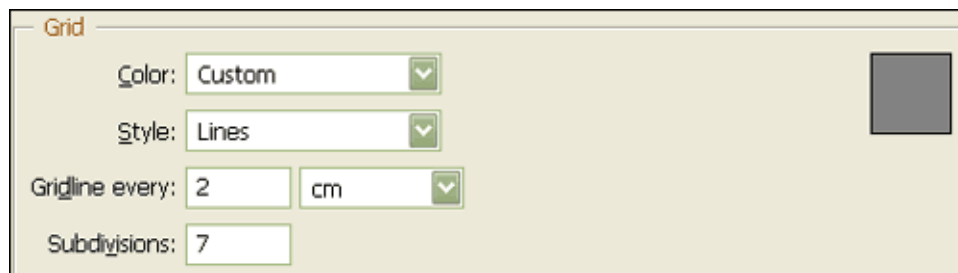 Grid
Color: Custom
Style: Lines
Gridline every: 2 cm
Subdivisions: 7